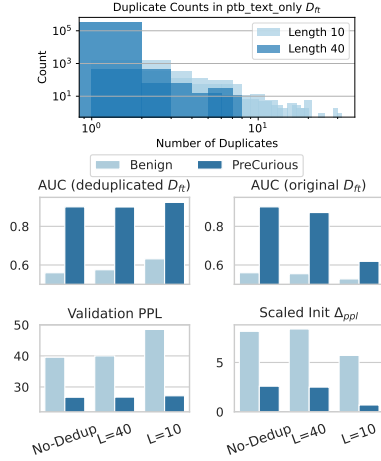 Duplicate Counts in ptb_text_only D_ft
10^5
10^3
10^1
Count
Length 10
Length 40
10^0
10^1
Number of Duplicates
Benign
PreCurious
AUC (deduplicated D_ft)
AUC (original D_ft)
0.8
0.6
0.8
0.6
Validation PPL
Scaled Init Δ_ppl
50
40
30
5
0
No-Dedup
L=40
L=10
No-Dedup
L=40
L=10